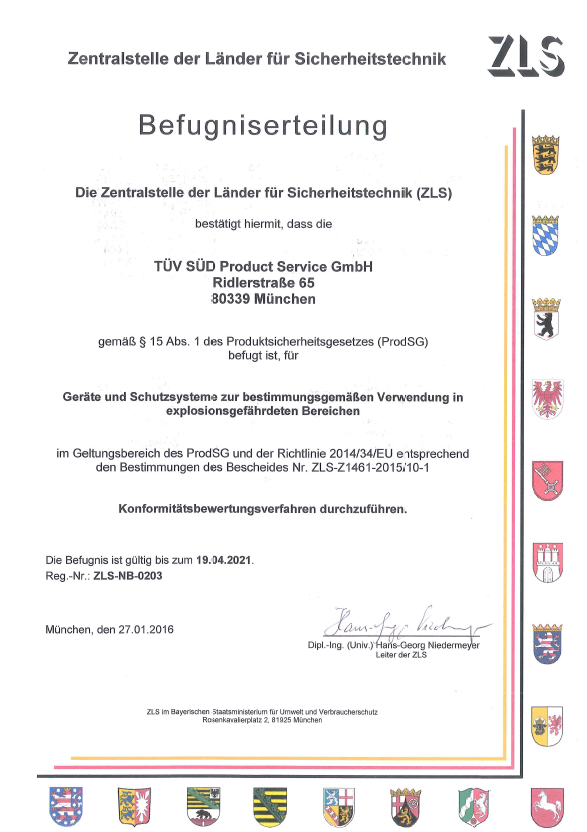 Zentralstelle der Länder für Sicherheitstechnik
ZLS
Befugniserteilung
Die Zentralstelle der Länder für Sicherheitstechnik (ZLS)
bestätigt hiermit, dass die
TÜV SÜD Product Service GmbH
Ridlerstraße 65
80339 München
gemäß § 15 Abs. 1 des Produktsicherheitsgesetzes (ProdSG)
befugt ist, für
Geräte und Schutzsysteme zur bestimmungsgemäßen Verwendung in
explosionsgefährdeten Bereichen
im Geltungsbereich des ProdSG und der Richtlinie 2014/34/EU entsprechend
den Bestimmungen des Bescheides Nr. ZLS-Z1461-2015/10-1
Konformitätsbewertungsverfahren durchzuführen.
Die Befugnis ist gültig bis zum 19.04.2021.
Reg.-Nr.: ZLS-NB-0203
München, den 27.01.2016
Dipl.-Ing. (Univ.) Hans-Georg Niedermeyer
Leiter der ZLS
ZLS im Bayerischen Staatsministerium für Umwelt und Verbraucherschutz
Rosenkavalierplatz 2, 81925 München